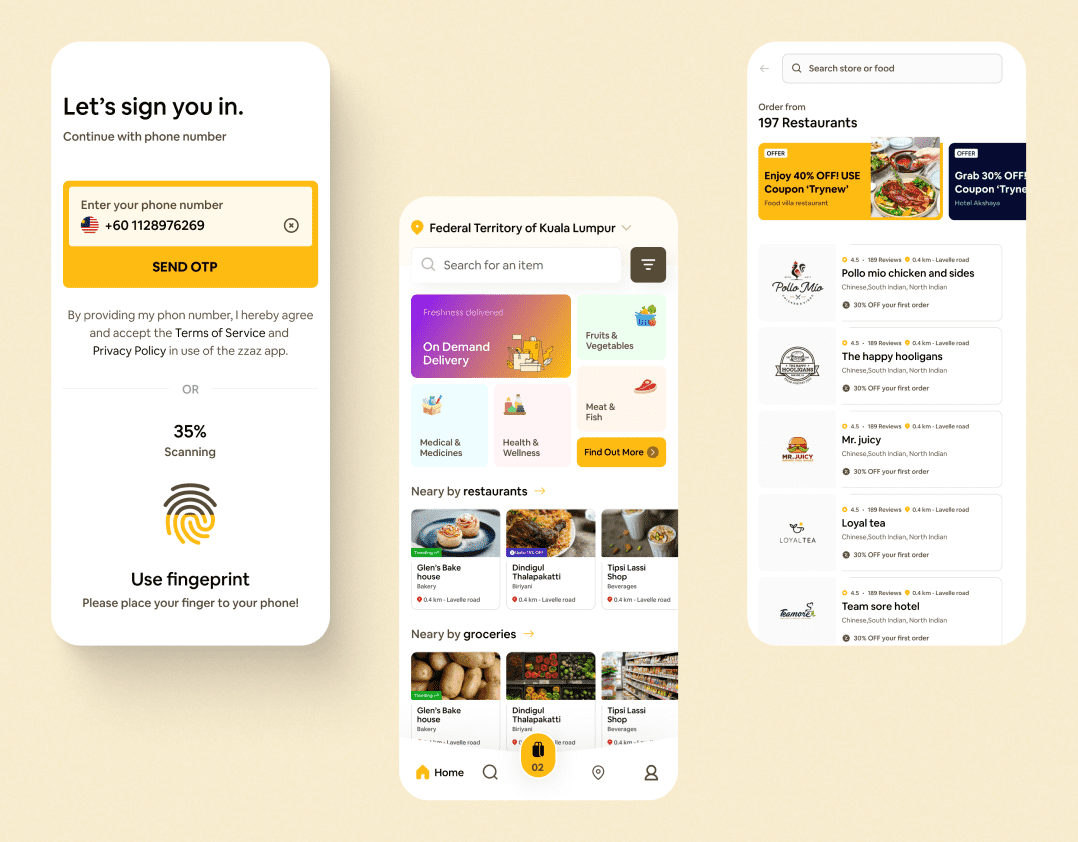 Let's sign you in.
Continue with phone number
Enter your phone number
+60 1128976269
SEND OTP
By providing my phon number, I hereby agree
and accept the Terms of Service and
Privacy Policy in use of the zzaz app.
OR
35%
Scanning
Use fingeprint
Please place your finger to your phone!
Federal Territory of Kuala Lumpur
Search for an item
Freshness delivered
On Demand
Delivery
Fruits &
Vegetables
Meat &
Fish
Medical &
Medicines
Health &
Wellness
Find Out More
Neary by restaurants
Trending
Upto 19% OFF
Glen's Bake
house
Bakery
0.4 km - Lavelle road
Dindigul
Thalapakatti
Biriyani
0.4 km - Lavelle road
Tipsi Lassi
Shop
Beverages
0.4 km - Lavelle road
Neary by groceries
Trending
Glen's Bake
house
Bakery
0.4 km - Lavelle road
Dindigul
Thalapakatti
Biriyani
Lavelle road
Tipsi Lassi
Shop
Beverages
0.4 km - Lavelle road
Home
02
Search store or food
Order from
197 Restaurants
OFFER
Enjoy 40% OFF! USE
Coupon ‘Trynew’
Food villa restaurant
OFFER
Grab 30% OFF!
Coupon ‘Tryne
Hotel Akshaya
Pollo Mio
4.5 • 189 Reviews 0.4 km - Lavelle road
Pollo mio chicken and sides
Chinese,South Indian, North Indian
30% OFF your first order
HOOLIGANS
4.5 • 189 Reviews 0.4 km - Lavelle road
The happy hooligans
Chinese,South Indian, North Indian
30% OFF your first order
MR. JUICY
4.5 • 189 Reviews 0.4 km - Lavelle road
Mr. juicy
Chinese,South Indian, North Indian
30% OFF your first order
LOYALTEA
4.5 • 189 Reviews 0.4 km - Lavelle road
Loyal tea
Chinese,South Indian, North Indian
30% OFF your first order
Teamore
4.5 • 189 Reviews 0.4 km - Lavelle road
Team sore hotel
Chinese,South Indian, North Indian
30% OFF your first order